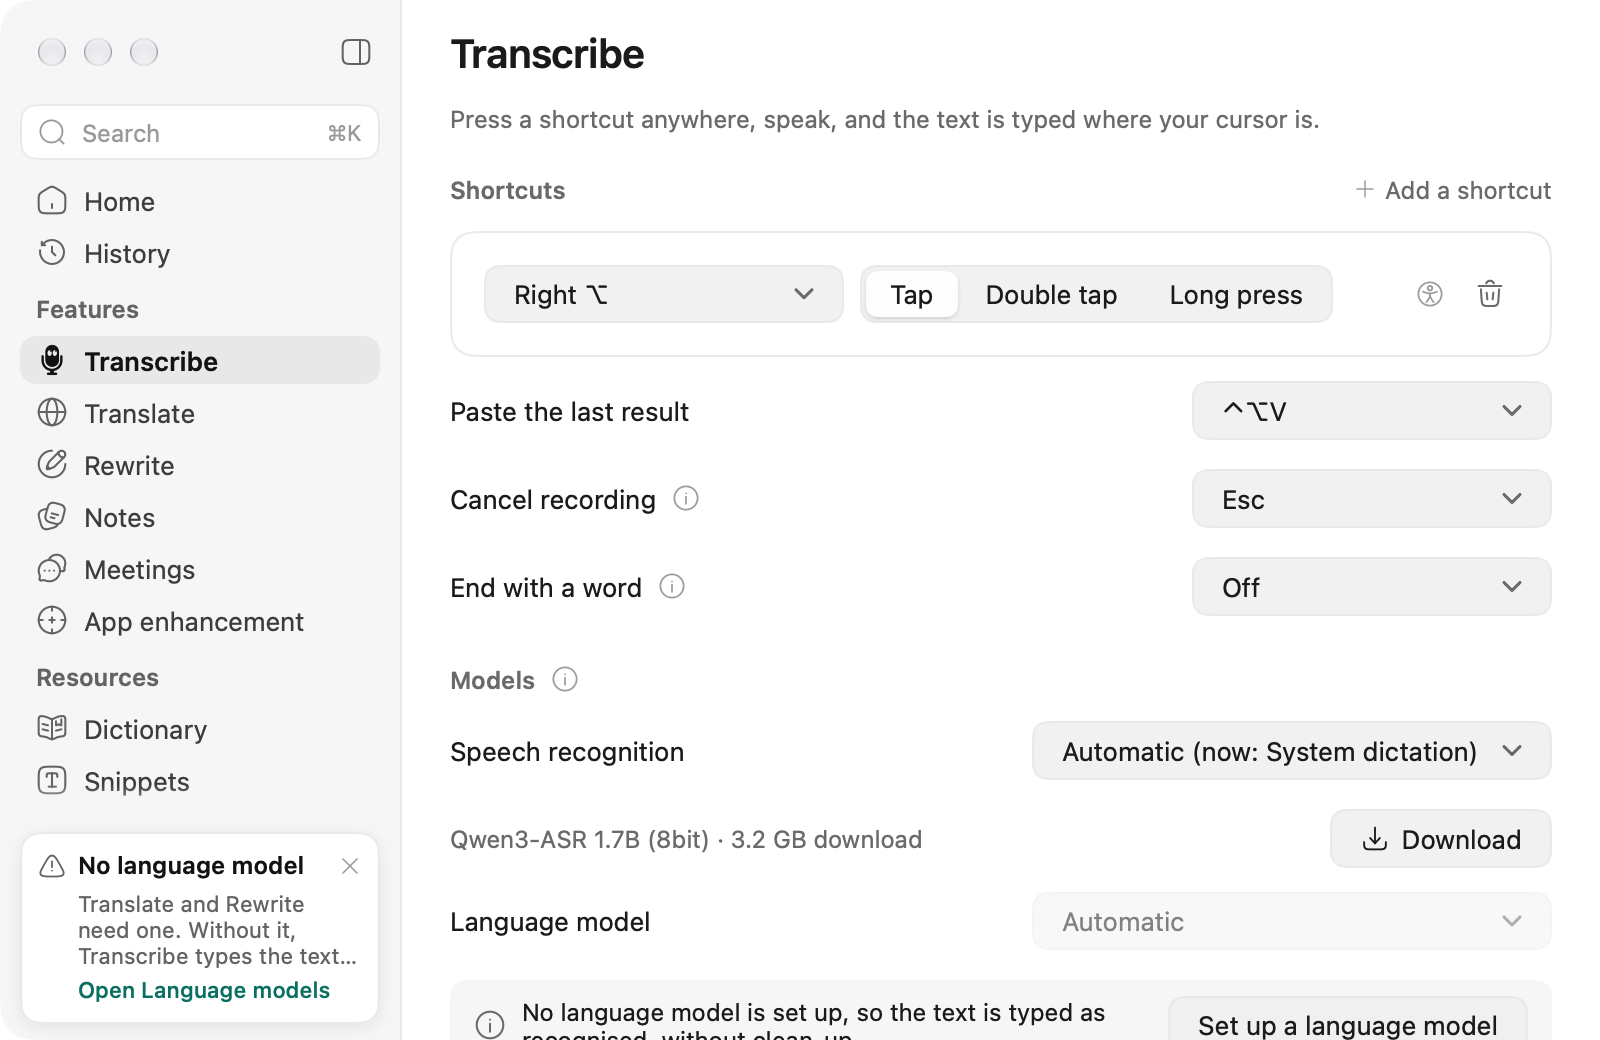 Search ⌘K
Home
History
Features
Transcribe
Translate
Rewrite
Notes
Meetings
App enhancement
Resources
Dictionary
Snippets
No language model
Translate and Rewrite
need one. Without it,
Transcribe types the text...
Open Language models
Transcribe
Press a shortcut anywhere, speak, and the text is typed where your cursor is.
Shortcuts
+ Add a shortcut
Right ⌥
Tap Double tap Long press
Paste the last result
^⌥V
Cancel recording
Esc
End with a word
Off
Models
Speech recognition
Automatic (now: System dictation)
Qwen3-ASR 1.7B (8bit) · 3.2 GB download
Download
Language model
Automatic
No language model is set up, so the text is typed as
recognised, without clean-up.
Set up a language model